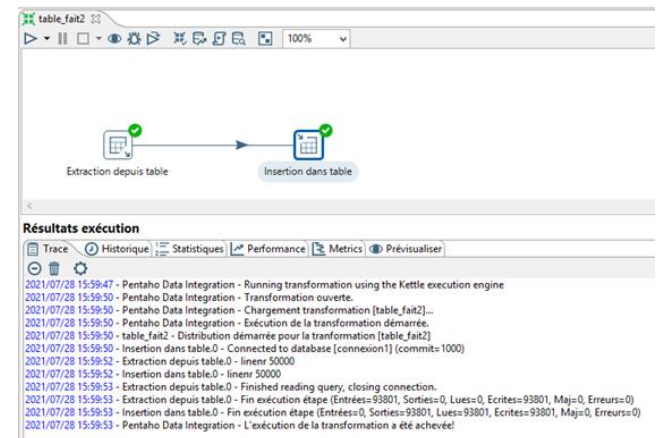 table_fait2
100%
Extraction depuis table
Insertion dans table
Résultats exécution
Trace Historique Statistiques Performance Metrics Prévisualiser
2021/07/28 15:59:47 - Pentaho Data Integration - Running transformation using the Kettle execution engine
2021/07/28 15:59:50 - Pentaho Data Integration - Transformation ouverte.
2021/07/28 15:59:50 - Pentaho Data Integration - Chargement transformation [table_fait2]...
2021/07/28 15:59:50 - Pentaho Data Integration - Exécution de la transformation démarrée.
2021/07/28 15:59:50 - table_fait2 - Distribution démarrée pour la tranformation [table_fait2]
2021/07/28 15:59:50 - Insertion dans table.0 - Connected to database [connexion1] (commit=1000)
2021/07/28 15:59:52 - Extraction depuis table.0 - linenr 50000
2021/07/28 15:59:52 - Insertion dans table.0 - linenr 50000
2021/07/28 15:59:53 - Extraction depuis table.0 - Finished reading query, closing connection.
2021/07/28 15:59:53 - Extraction depuis table.0 - Fin exécution étape (Entrées=93801, Sorties=0, Lues=0, Ecrites=93801, Maj=0, Erreurs=0)
2021/07/28 15:59:53 - Insertion dans table.0 - Fin exécution étape (Entrées=0, Sorties=93801, Lues=93801, Ecrites=93801, Maj=0, Erreurs=0)
2021/07/28 15:59:53 - Pentaho Data Integration - L'exécution de la transformation a été achevée!